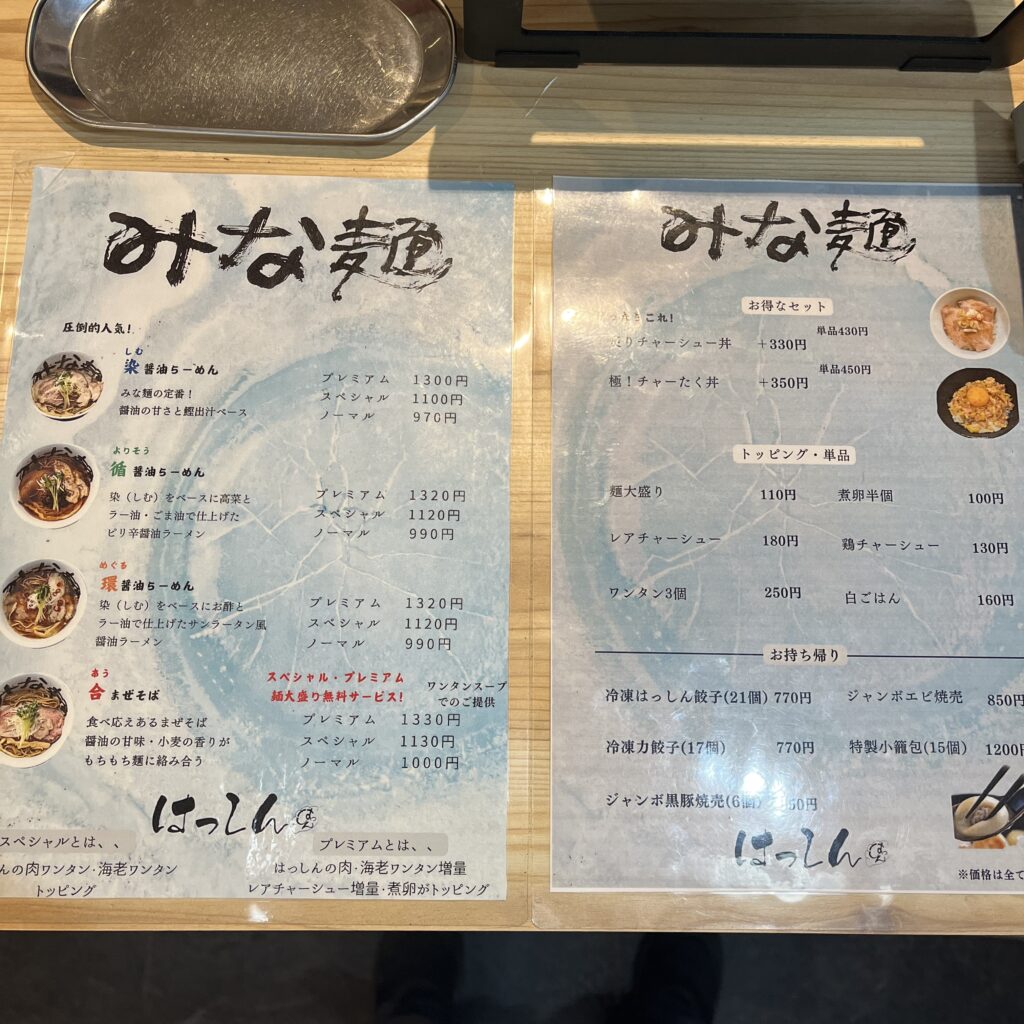 みな麺
圧倒的人気!
しむ
染 醤油らーめん
みな麺の定番!
醤油の甘さと鰹出汁ベース
プレミアム 1300円
スペシャル 1100円
ノーマル 970円
よりそう
循 醤油らーめん
染(しむ)をベースに高菜と
ラー油・ごま油で仕上げた
ピリ辛醤油ラーメン
プレミアム 1320円
スペシャル 1120円
ノーマル 990円
めぐる
環 醤油らーめん
染(しむ)をベースにお酢と
ラー油で仕上げたサンラータン風
醤油ラーメン
プレミアム 1320円
スペシャル 1120円
ノーマル 990円
あう
合 まぜそば
食べ応えあるまぜそば
醤油の甘味・小麦の香りが
もちもち麺に絡み合う
スペシャル・プレミアム
麺大盛り無料サービス!
ワンタンスープ
でのご提供
プレミアム 1330円
スペシャル 1130円
ノーマル 1000円
はっしん
スペシャルとは、、
んの肉ワンタン・海老ワンタン
トッピング
プレミアムとは、、
はっしんの肉・海老ワンタン増量
レアチャーシュー増量・煮卵がトッピング
みな麺
お得なセット
これ!
りチャーシュー丼 +330円
単品430円
極!チャーたく丼 +350円
単品450円
トッピング・単品
麺大盛り 110円 煮卵半個 100円
レアチャーシュー 180円 鶏チャーシュー 130円
ワンタン3個 250円 白ごはん 160円
お持ち帰り
冷凍はっしん餃子(21個) 770円 ジャンボエビ焼売 850円
冷凍力餃子(17個) 770円 特製小籠包(15個) 1200円
ジャンボ黒豚焼売(6個) 50円
はっしん
※価格は全て